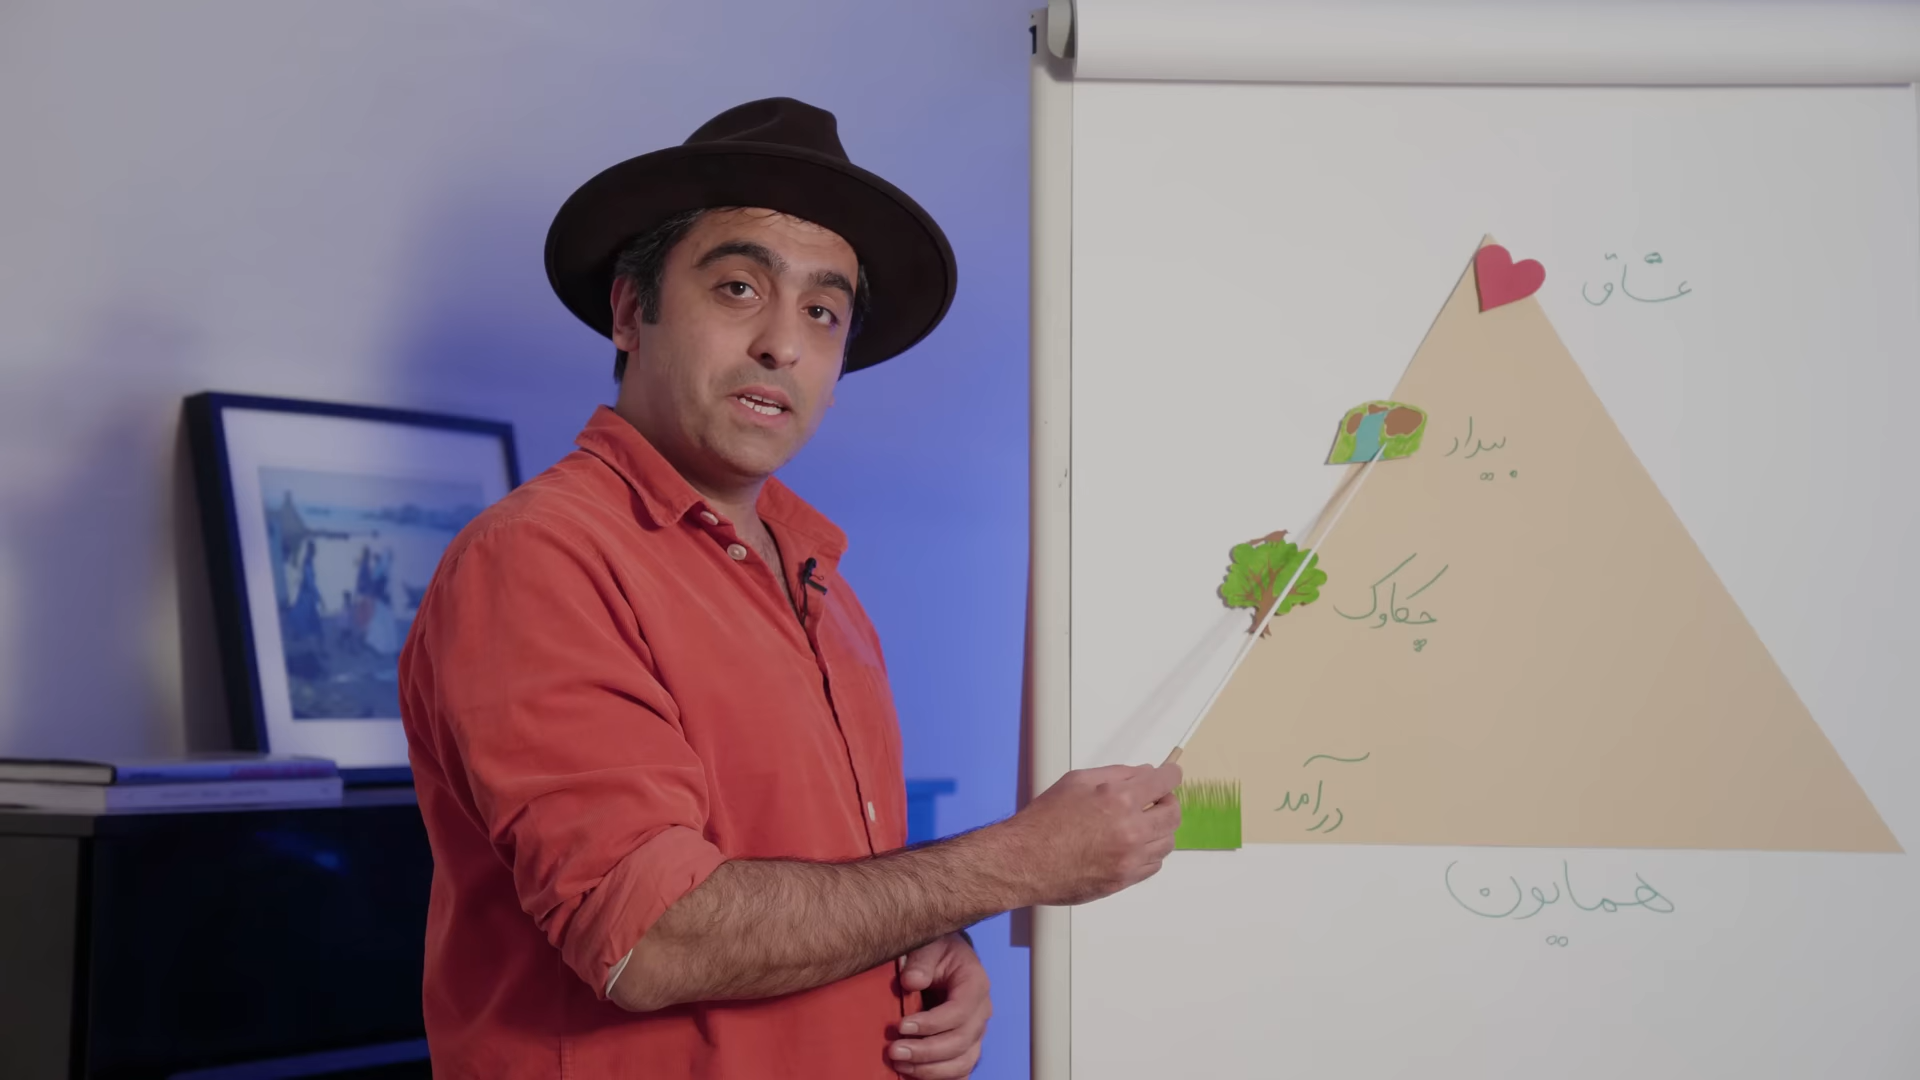 عشاق
بیداد
چکاوک
درآمد
همایون